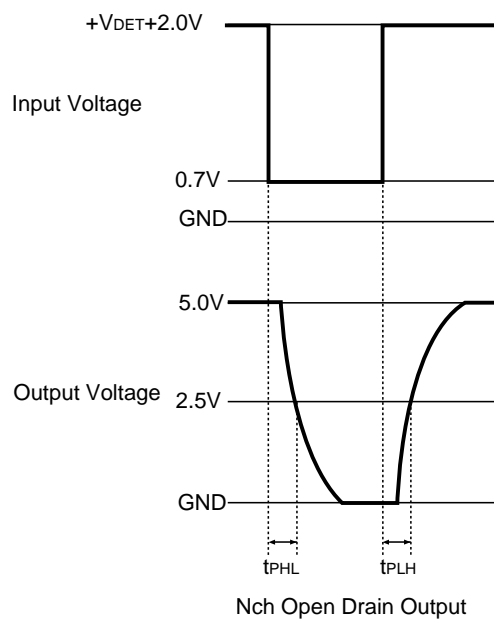 +VDET+2.0V
Input Voltage
0.7V
GND
5.0V
Output Voltage
2.5V
GND
tPHL
tPLH
Nch Open Drain Output